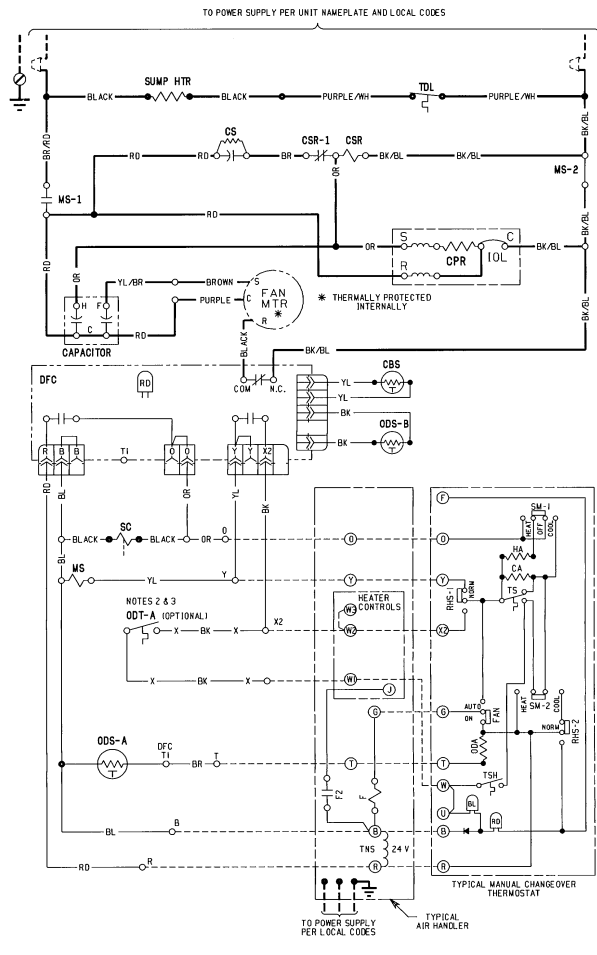 TO POWER SUPPLY PER UNIT NAMEPLATE AND LOCAL CODES
SUMP HTR
TDL
BLACK
BLACK
PURPLE/WH
PURPLE/WH
BK/BL
BR/RD
CS
CSR-1
CSR
RD
RD
BR
BK/BL
BK/BL
MS-2
MS-1
OR
RD
BK/BL
S
C
OR
CPR
IOL
BK/BL
R
RD
OR
YL/BR
BROWN
S
FAN
MTR
*
C
PURPLE
R
* THERMALLY PROTECTED
INTERNALLY
H
F
C
RD
CAPACITOR
BLACK
BK/BL
BK/BL
DFC
RD
COM
N.C.
CBS
YL
YL
BK
ODS-B
BK
R
B
B
T1
O
O
Y
Y
X2
RD
BL
OR
YL
BK
F
SM-1
HEAT
OFF
COOL
SC
BLACK
BLACK
OR
O
O
O
HA
BL
MS
YL
Y
Y
Y
CA
RHS-1
NORM
TS
HEATER
CONTROLS
W3
NOTES 2 & 3
ODT-A (OPTIONAL)
X
BK
X
X2
W2
X2
X
BK
X
W1
J
HEAT
SM-2
COOL
G
G
AUTO
ON
FAN
NORM
RHS-2
ODS-A
DFC
T1
BR
T
T
T
ODA
F2
F
W
TSH
BL
U
RD
BL
B
B
B
TNS
24 V
RD
R
R
R
TYPICAL MANUAL CHANGEOVER
THERMOSTAT
TO POWER SUPPLY
PER LOCAL CODES
TYPICAL
AIR HANDLER